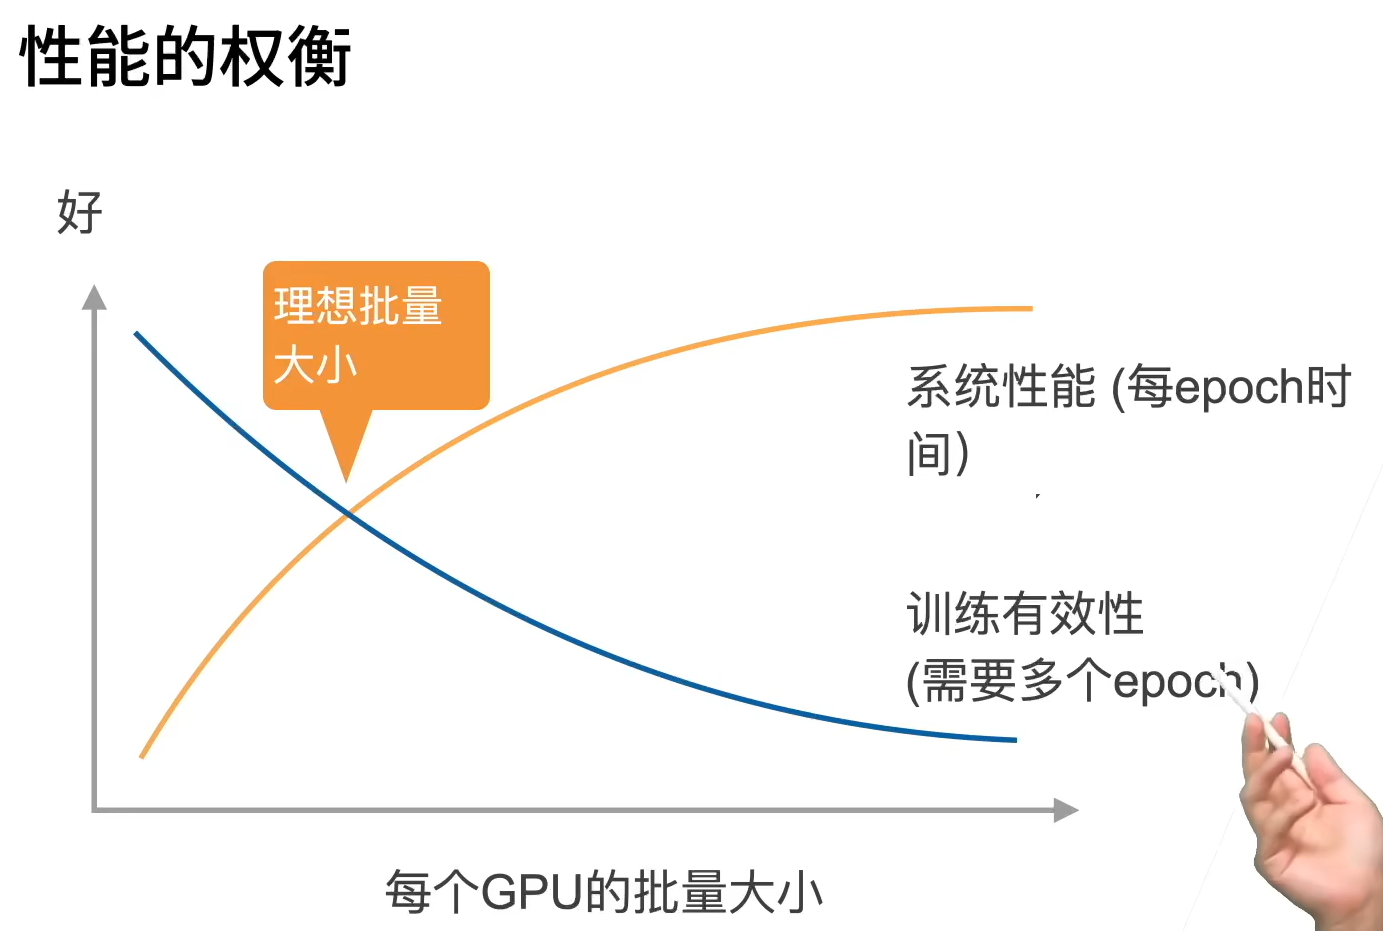 性能的权衡
好
理想批量
大小
系统性能 (每epoch时
间)
训练有效性
(需要多个epoch)
每个GPU的批量大小